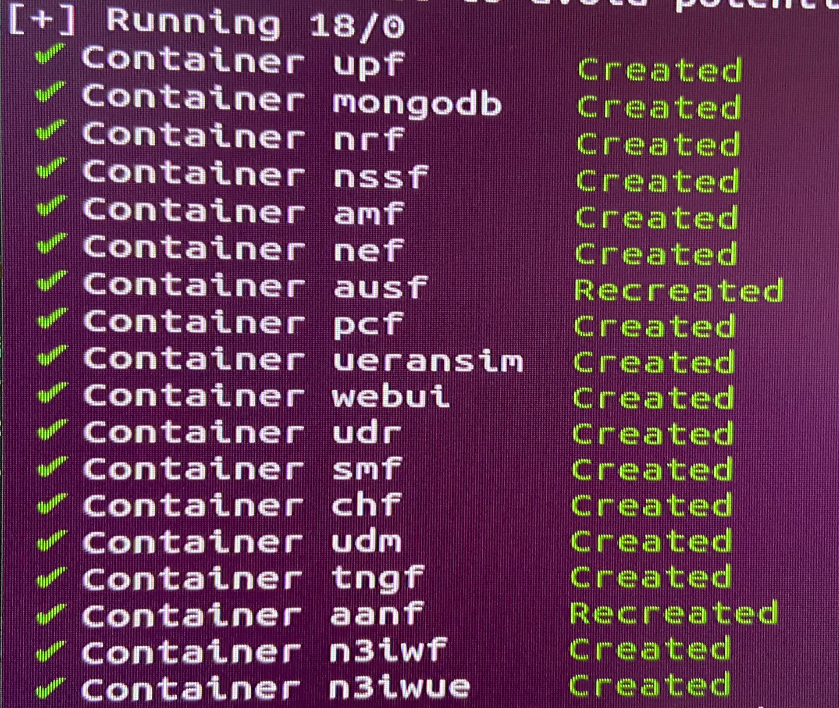 to avoid potenti
[+] Running 18/0
✔ Container upf Created
✔ Container mongodb Created
✔ Container nrf Created
✔ Container nssf Created
✔ Container amf Created
✔ Container nef Created
✔ Container ausf Recreated
✔ Container pcf Created
✔ Container ueransim Created
✔ Container webui Created
✔ Container udr Created
✔ Container smf Created
✔ Container chf Created
✔ Container udm Created
✔ Container tngf Created
✔ Container aanf Recreated
✔ Container n3iwf Created
✔ Container n3iwue Created